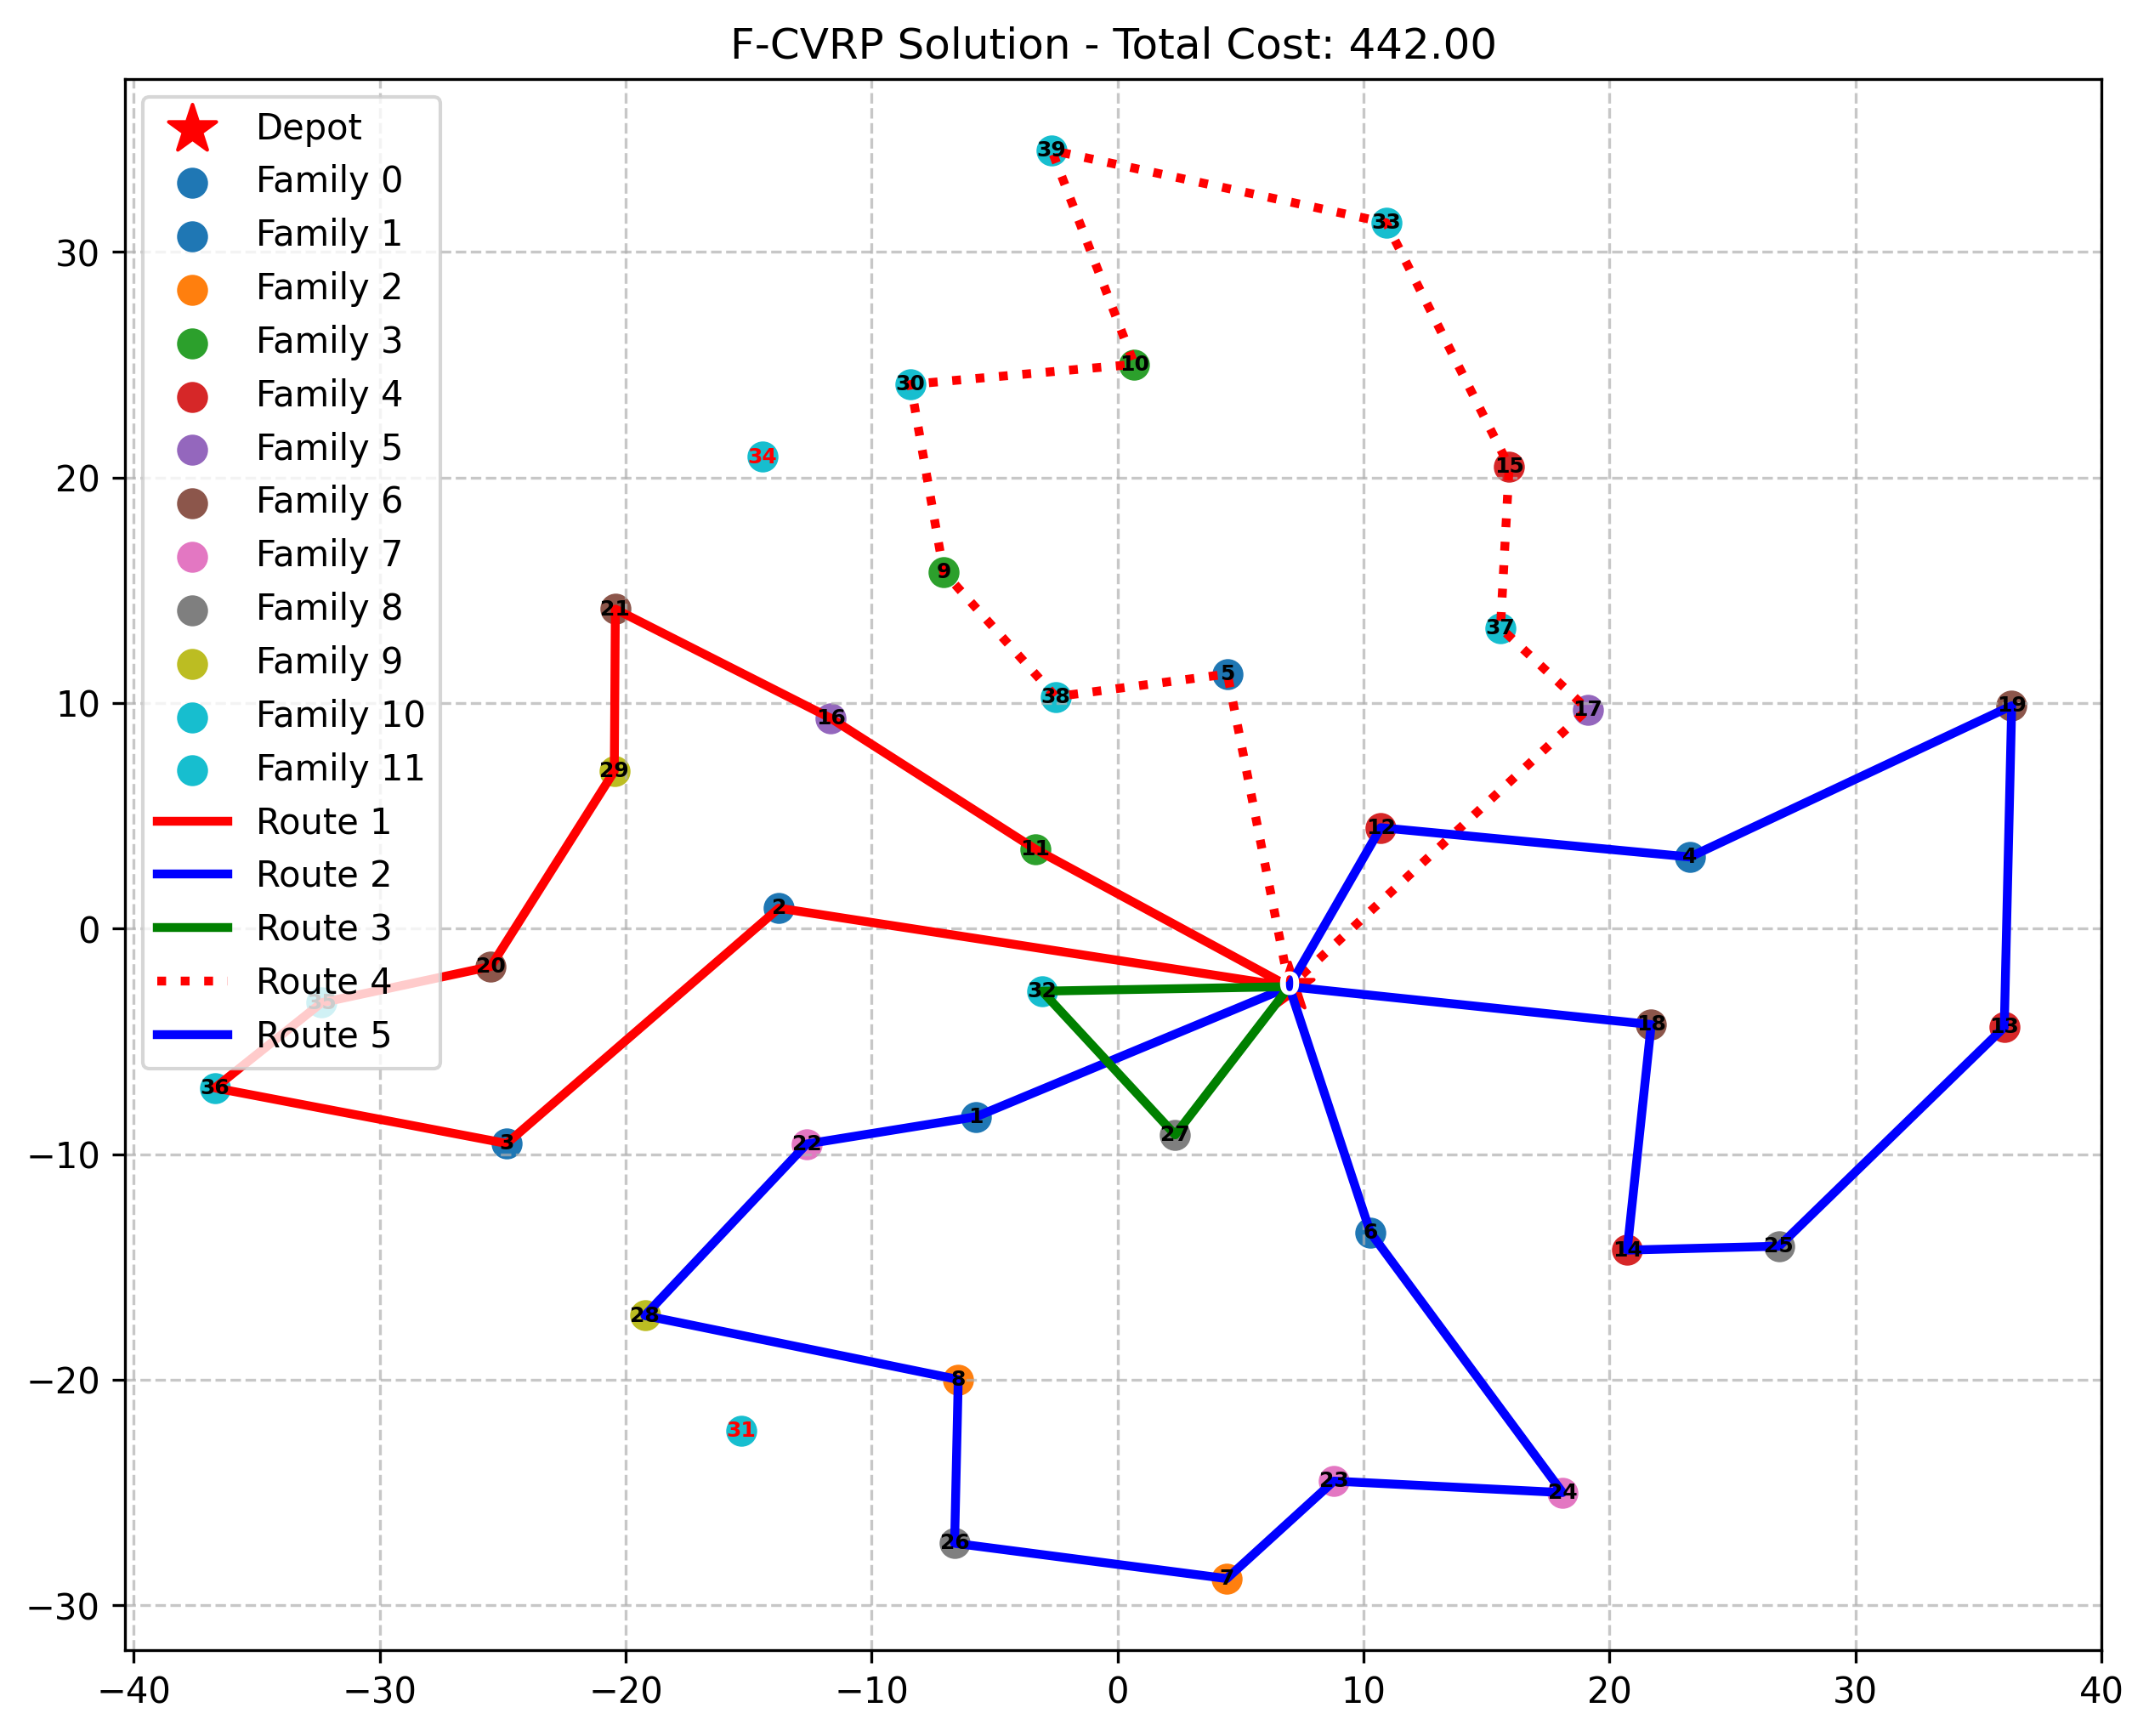 F-CVRP Solution - Total Cost: 442.00
Depot
Family 0
Family 1
Family 2
Family 3
Family 4
Family 5
Family 6
Family 7
Family 8
Family 9
Family 10
Family 11
Route 1
Route 2
Route 3
Route 4
Route 5
30
20
10
0
−10
−20
−30
39
33
10
30
34
15
9
37
21
5
38
17
19
16
29
12
11
4
2
20
0
32
35
18
13
36
1
27
3
22
6
14
25
28
8
31
23
24
26
7
−40
−30
−20
−10
0
10
20
30
40